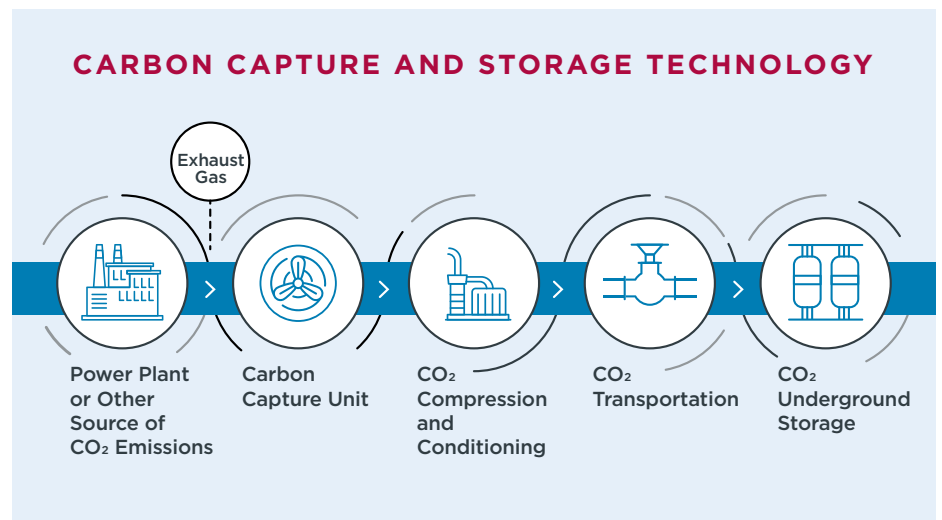 CARBON CAPTURE AND STORAGE TECHNOLOGY
Exhaust
Gas
Power Plant
or Other
Source of
CO₂ Emissions
Carbon
Capture Unit
CO₂
Compression
and
Conditioning
CO₂
Transportation
CO₂
Underground
Storage